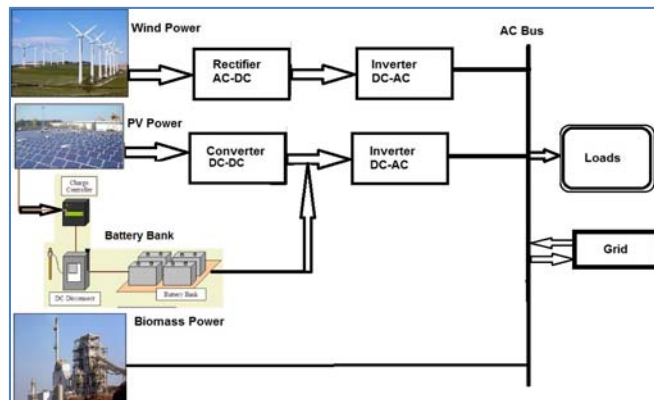 Wind Power
AC Bus
Rectifier
AC-DC
Inverter
DC-AC
PV Power
Converter
DC-DC
Inverter
DC-AC
Loads
Charge
Controller
Battery Bank
Grid
DC Disconnect
Battery Bank
Biomass Power